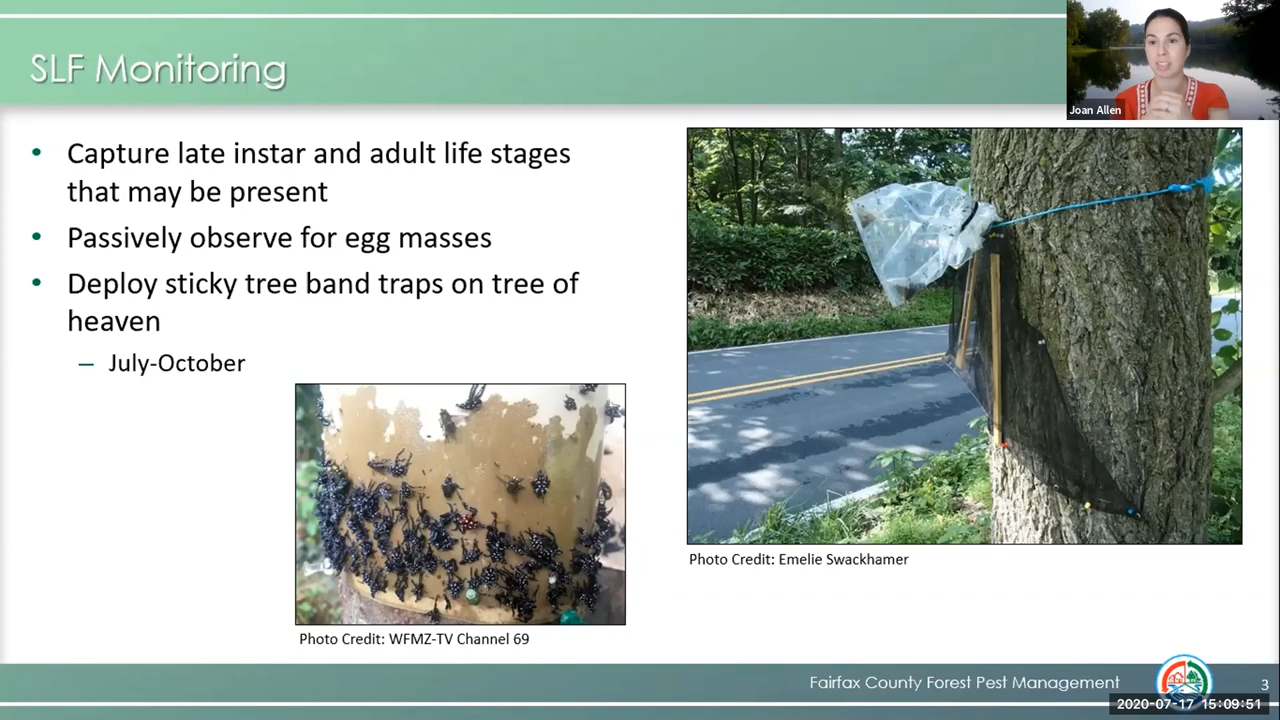 SLF Monitoring
Joan Allen
• Capture late instar and adult life stages
that may be present
• Passively observe for egg masses
• Deploy sticky tree band traps on tree of
heaven
– July-October
Photo Credit: Emelie Swackhamer
Photo Credit: WFMZ-TV Channel 69
Fairfax County Forest Pest Management
3
2020-07-17 15:09:51